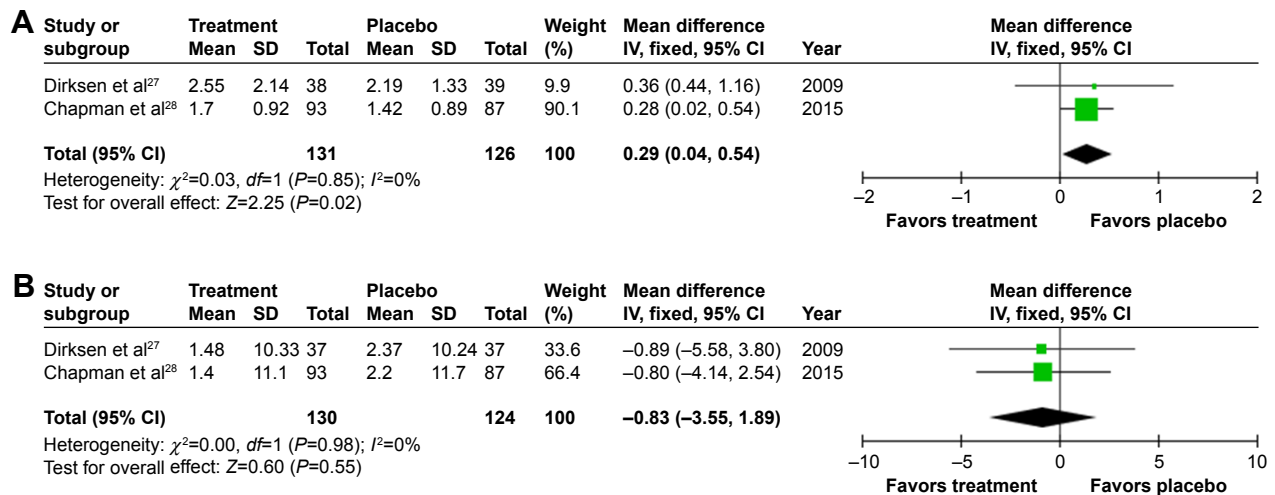 A Study or Treatment Placebo Weight Mean difference Mean difference
subgroup Mean SD Total Mean SD Total (%) IV, fixed, 95% CI Year IV, fixed, 95% CI
Dirksen et al27 2.55 2.14 38 2.19 1.33 39 9.9 0.36 (0.44, 1.16) 2009
Chapman et al28 1.7 0.92 93 1.42 0.89 87 90.1 0.28 (0.02, 0.54) 2015
Total (95% CI) 131 126 100 0.29 (0.04, 0.54)
Heterogeneity: χ2=0.03, df=1 (P=0.85); I2=0%
Test for overall effect: Z=2.25 (P=0.02)
–2 –1 0 1 2
Favors treatment Favors placebo
B Study or Treatment Placebo Weight Mean difference Mean difference
subgroup Mean SD Total Mean SD Total (%) IV, fixed, 95% CI Year IV, fixed, 95% CI
Dirksen et al27 1.48 10.33 37 2.37 10.24 37 33.6 –0.89 (–5.58, 3.80) 2009
Chapman et al28 1.4 11.1 93 2.2 11.7 87 66.4 –0.80 (–4.14, 2.54) 2015
Total (95% CI) 130 124 100 –0.83 (–3.55, 1.89)
Heterogeneity: χ2=0.00, df=1 (P=0.98); I2=0%
Test for overall effect: Z=0.60 (P=0.55)
–10 –5 0 5 10
Favors treatment Favors placebo